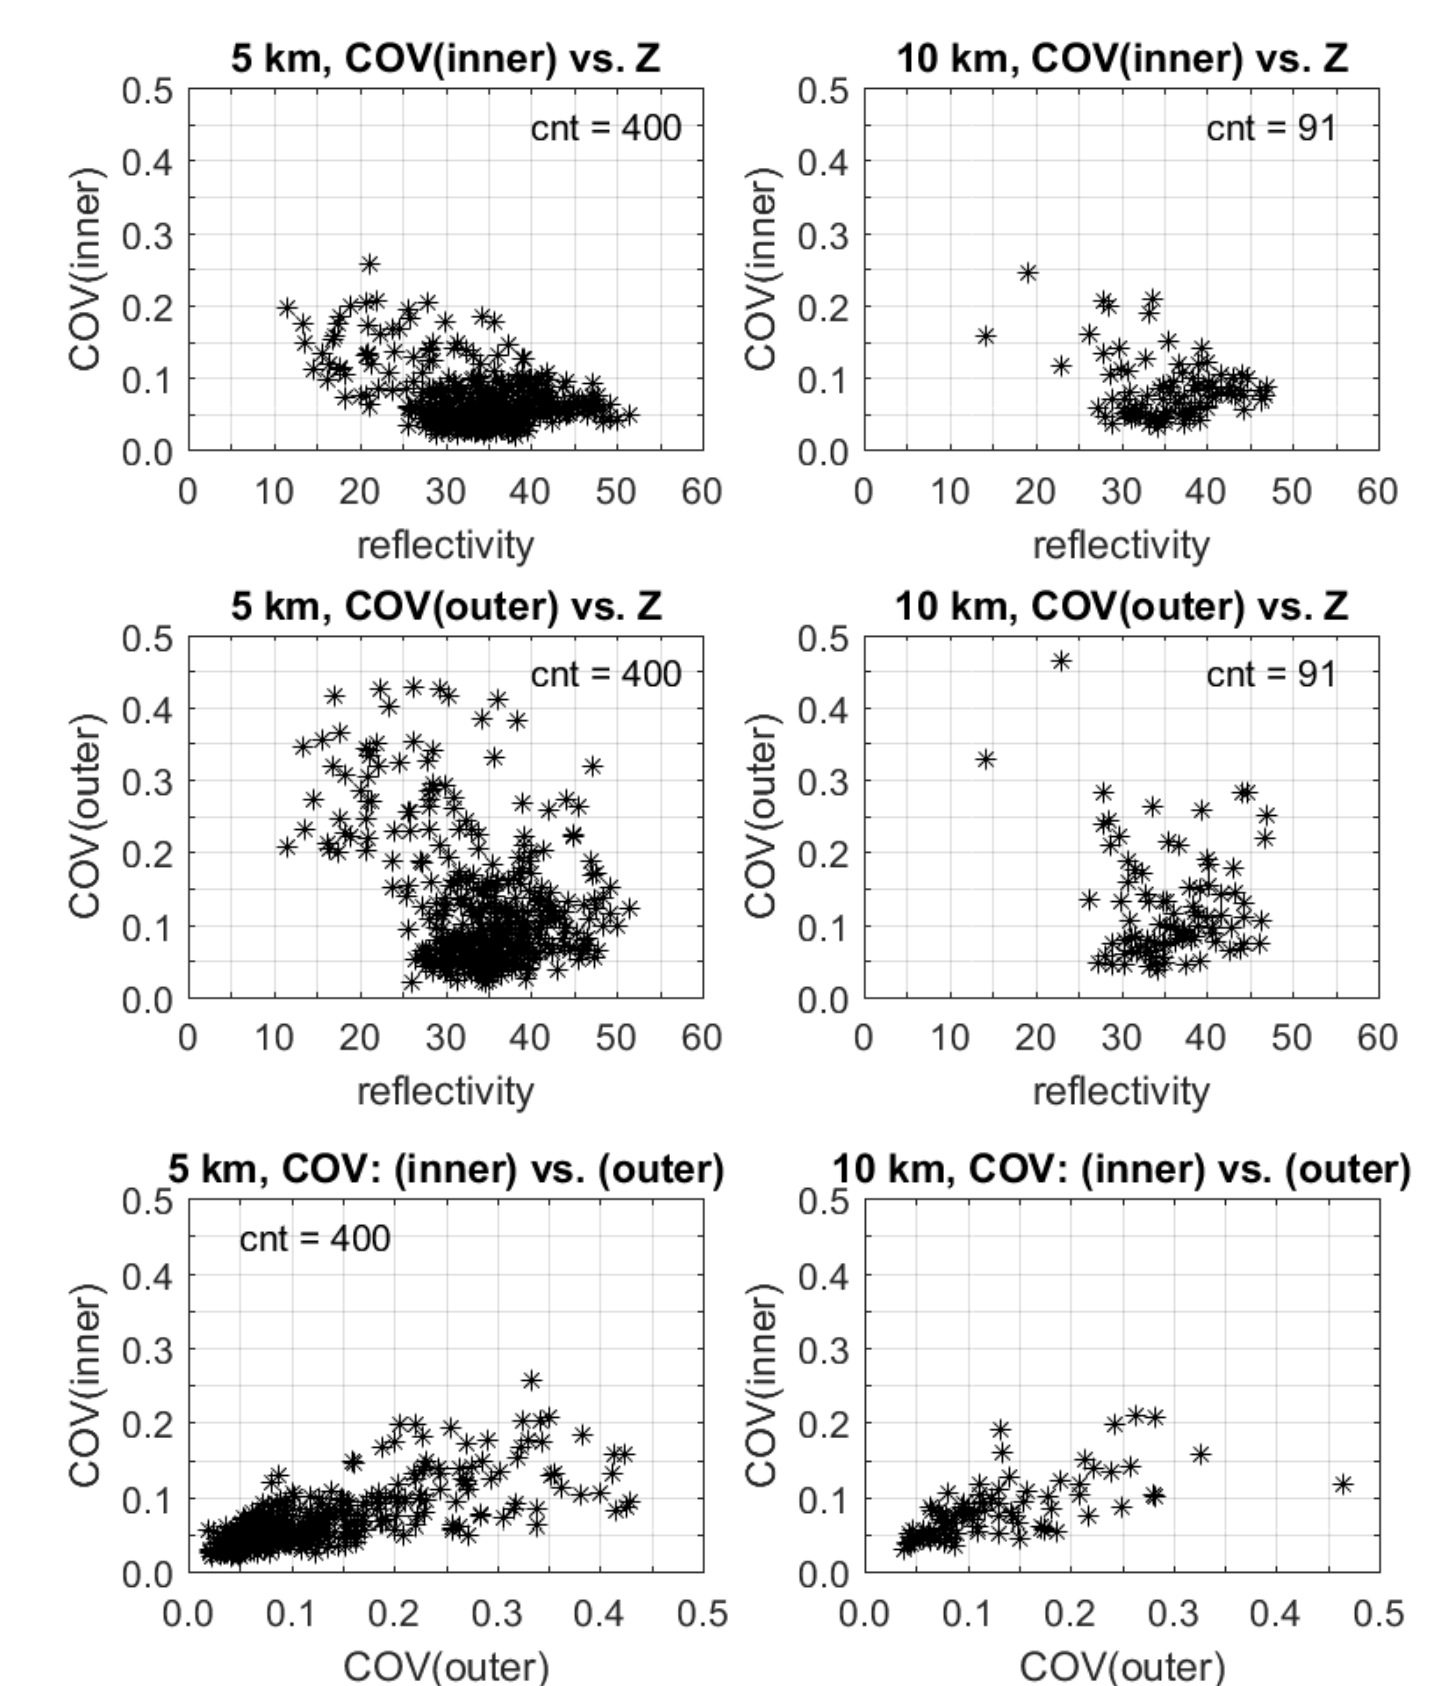 5 km, COV(inner) vs. Z
0.5
0.4
0.3
0.2
0.1
0.0
COV(inner)
cnt = 400
0 10 20 30 40 50 60
reflectivity
10 km, COV(inner) vs. Z
0.5
0.4
0.3
0.2
0.1
0.0
COV(inner)
cnt = 91
0 10 20 30 40 50 60
reflectivity
5 km, COV(outer) vs. Z
0.5
0.4
0.3
0.2
0.1
0.0
COV(outer)
cnt = 400
0 10 20 30 40 50 60
reflectivity
10 km, COV(outer) vs. Z
0.5
0.4
0.3
0.2
0.1
0.0
COV(outer)
cnt = 91
0 10 20 30 40 50 60
reflectivity
5 km, COV: (inner) vs. (outer)
0.5
0.4
0.3
0.2
0.1
0.0
COV(inner)
cnt = 400
0.0 0.1 0.2 0.3 0.4 0.5
COV(outer)
10 km, COV: (inner) vs. (outer)
0.5
0.4
0.3
0.2
0.1
0.0
COV(inner)
0.0 0.1 0.2 0.3 0.4 0.5
COV(outer)